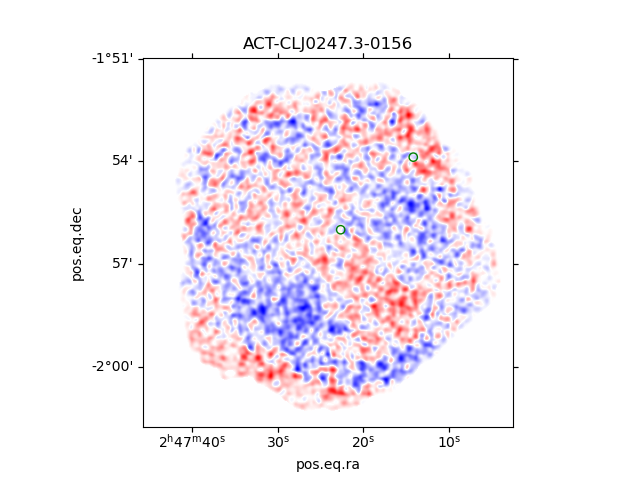 ACT-CLJ0247.3-0156
-1°51'
54'
57'
-2°00'
pos.eq.dec
2h47m40s 30s 20s 10s
pos.eq.ra